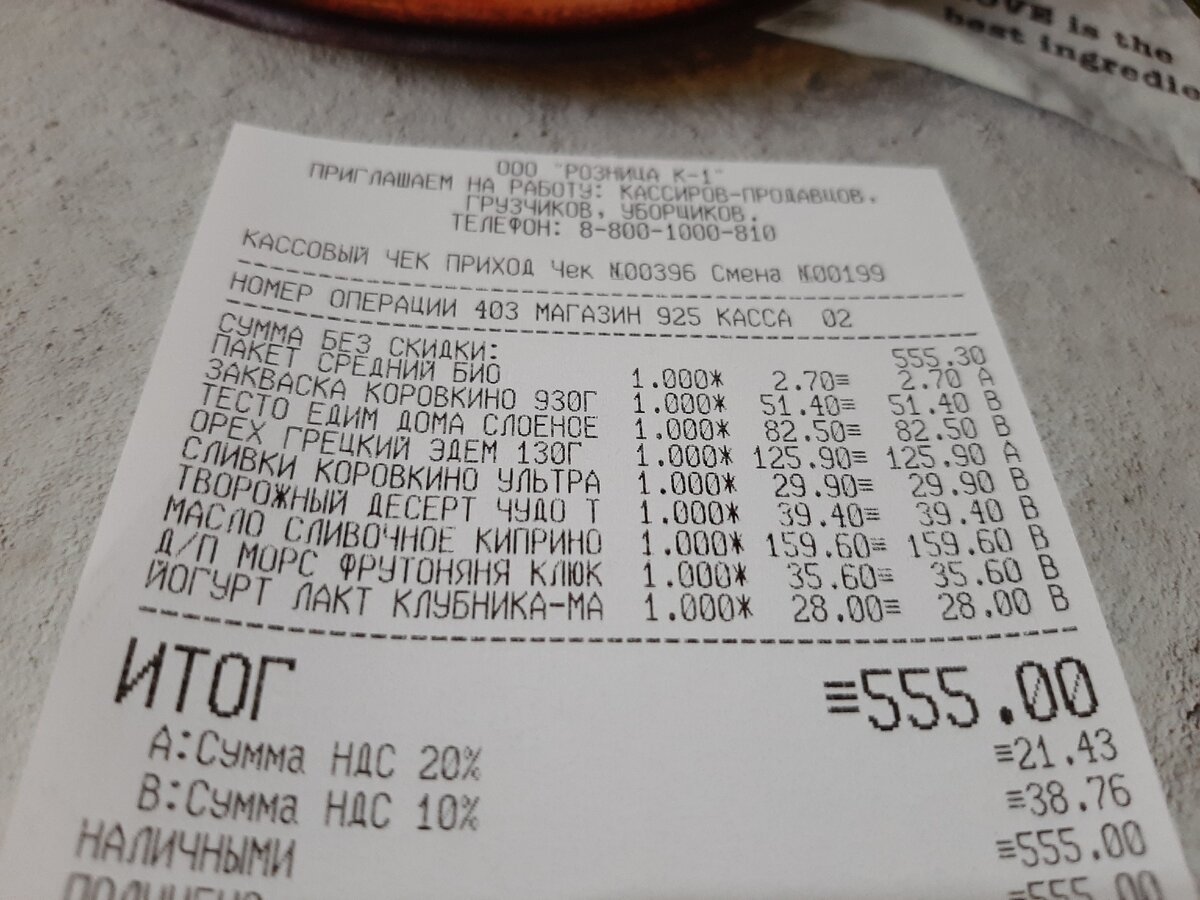 OVE is the
best ingredie
ООО "РОЗНИЦА К-1"
ПРИГЛАШАЕМ НА РАБОТУ: КАССИРОВ-ПРОДАВЦОВ,
ГРУЗЧИКОВ, УБОРЩИКОВ.
ТЕЛЕФОН: 8-800-1000-810
КАССОВЫЙ ЧЕК ПРИХОД Чек №00396 Смена №00199
НОМЕР ОПЕРАЦИИ 403 МАГАЗИН 925 КАССА 02
СУММА БЕЗ СКИДКИ: 555.30
ПАКЕТ СРЕДНИЙ БИО 1.000* 2.70≡ 2.70 А
ЗАКВАСКА КОРОВКИНО 930Г 1.000* 51.40≡ 51.40 В
ТЕСТО ЕДИМ ДОМА СЛОЕНОЕ 1.000* 82.50≡ 82.50 В
ОРЕХ ГРЕЦКИЙ ЭДЕМ 130Г 1.000* 125.90≡ 125.90 А
СЛИВКИ КОРОВКИНО УЛЬТРА 1.000* 29.90≡ 29.90 В
ТВОРОЖНЫЙ ДЕСЕРТ ЧУДО Т 1.000* 39.40≡ 39.40 В
МАСЛО СЛИВОЧНОЕ КИПРИНО 1.000* 159.60≡ 159.60 В
Д/П МОРС ФРУТОНЯНЯ КЛЮК 1.000* 35.60≡ 35.60 В
ЙОГУРТ ЛАКТ КЛУБНИКА-МА 1.000* 28.00≡ 28.00 В
ИТОГ ≡555.00
А:Сумма НДС 20% ≡21.43
В:Сумма НДС 10% ≡38.76
НАЛИЧНЫМИ ≡555.00
ПОЛУЧЕНО ≡555.00